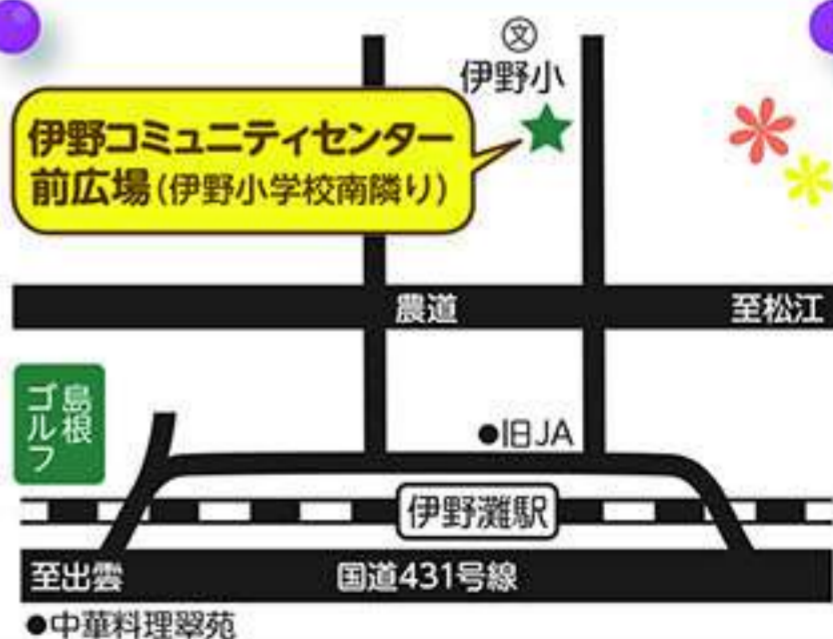 文
伊野小
伊野コミュニティセンター
前広場(伊野小学校南隣り)
農道
至松江
島根
ゴルフ
●旧JA
伊野灘駅
至出雲
国道431号線
●中華料理翠苑